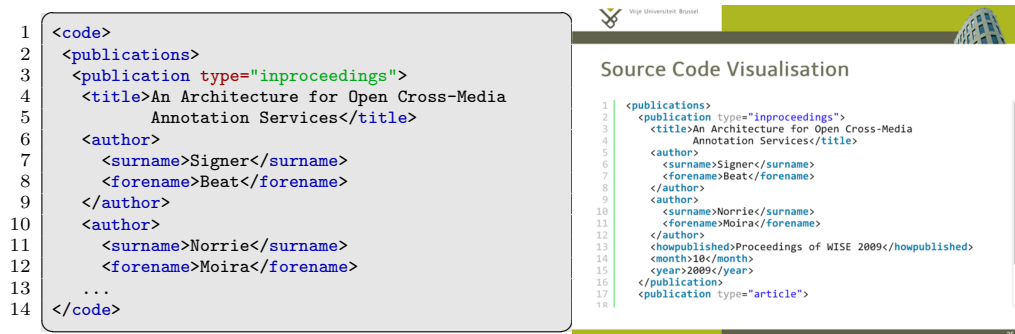 1 <code>
2 <publications>
3 <publication type="inproceedings">
4 <title>An Architecture for Open Cross-Media
5 Annotation Services</title>
6 <author>
7 <surname>Signer</surname>
8 <forename>Beat</forename>
9 </author>
10 <author>
11 <surname>Norrie</surname>
12 <forename>Moira</forename>
13 ...
14 </code>
Vrije Universiteit Brussel
Source Code Visualisation
1 <publications>
2 <publication type="inproceedings">
3 <title>An Architecture for Open Cross-Media
4 Annotation Services</title>
5 <author>
6 <surname>Signer</surname>
7 <forename>Beat</forename>
8 </author>
9 <author>
10 <surname>Norrie</surname>
11 <forename>Moira</forename>
12 </author>
13 <howpublished>Proceedings of WISE 2009</howpublished>
14 <month>10</month>
15 <year>2009</year>
16 </publication>
17 <publication type="article">
18